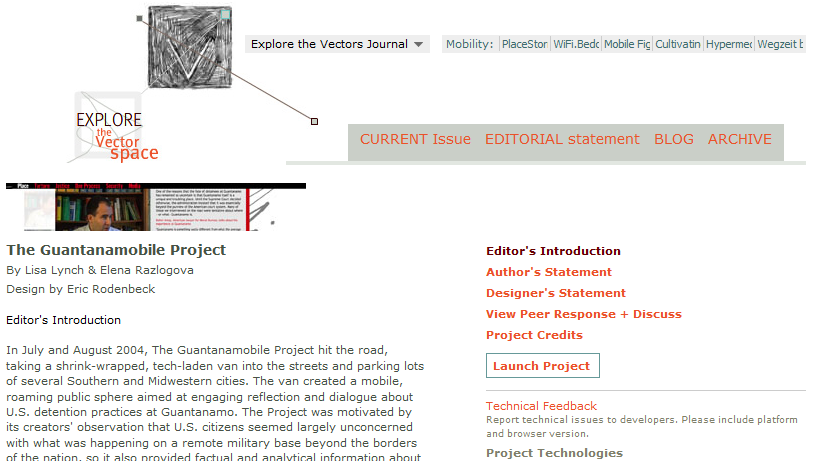 Explore the Vectors Journal
Mobility: PlaceStor WiFi.Bedo Mobile Fig Cultivatin Hypermed Wegzeit b
EXPLORE
the
Vector
space
CURRENT Issue EDITORIAL statement BLOG ARCHIVE
The Guantanamobile Project
By Lisa Lynch & Elena Razlogova
Design by Eric Rodenbeck
Editor's Introduction
In July and August 2004, The Guantanamobile Project hit the road,
taking a shrink-wrapped, tech-laden van into the streets and parking lots
of several Southern and Midwestern cities. The van created a mobile,
roaming public sphere aimed at engaging reflection and dialogue about
U.S. detention practices at Guantanamo. The Project was motivated by
its creators' observation that U.S. citizens seemed largely unconcerned
with what was happening on a remote military base beyond the borders
of the nation, so it also provided factual and analytical information about
Editor's Introduction
Author's Statement
Designer's Statement
View Peer Response + Discuss
Project Credits
Launch Project
Technical Feedback
Report technical issues to developers. Please include platform
and browser version.
Project Technologies